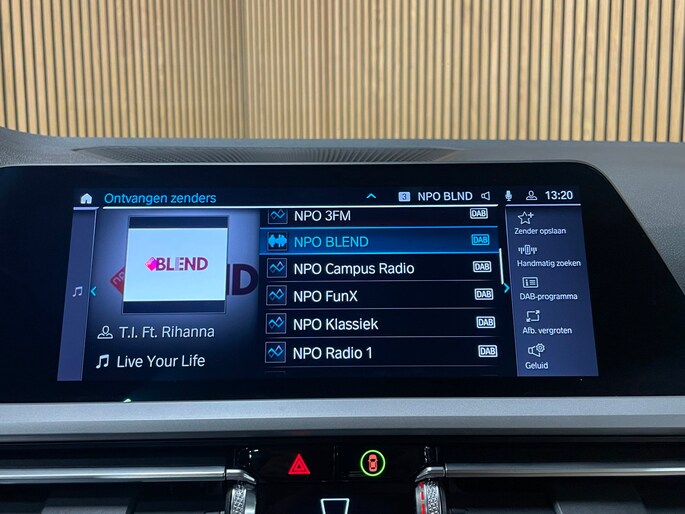 Ontvangen zenders
3 NPO BLND 13:20
BLEND
T.I. Ft. Rihanna
Live Your Life
NPO 3FM DAB
NPO BLEND DAB
NPO Campus Radio DAB
NPO FunX DAB
NPO Klassiek DAB
NPO Radio 1 DAB
Zender opslaan
Handmatig zoeken
DAB-programma
Afb. vergroten
Geluid